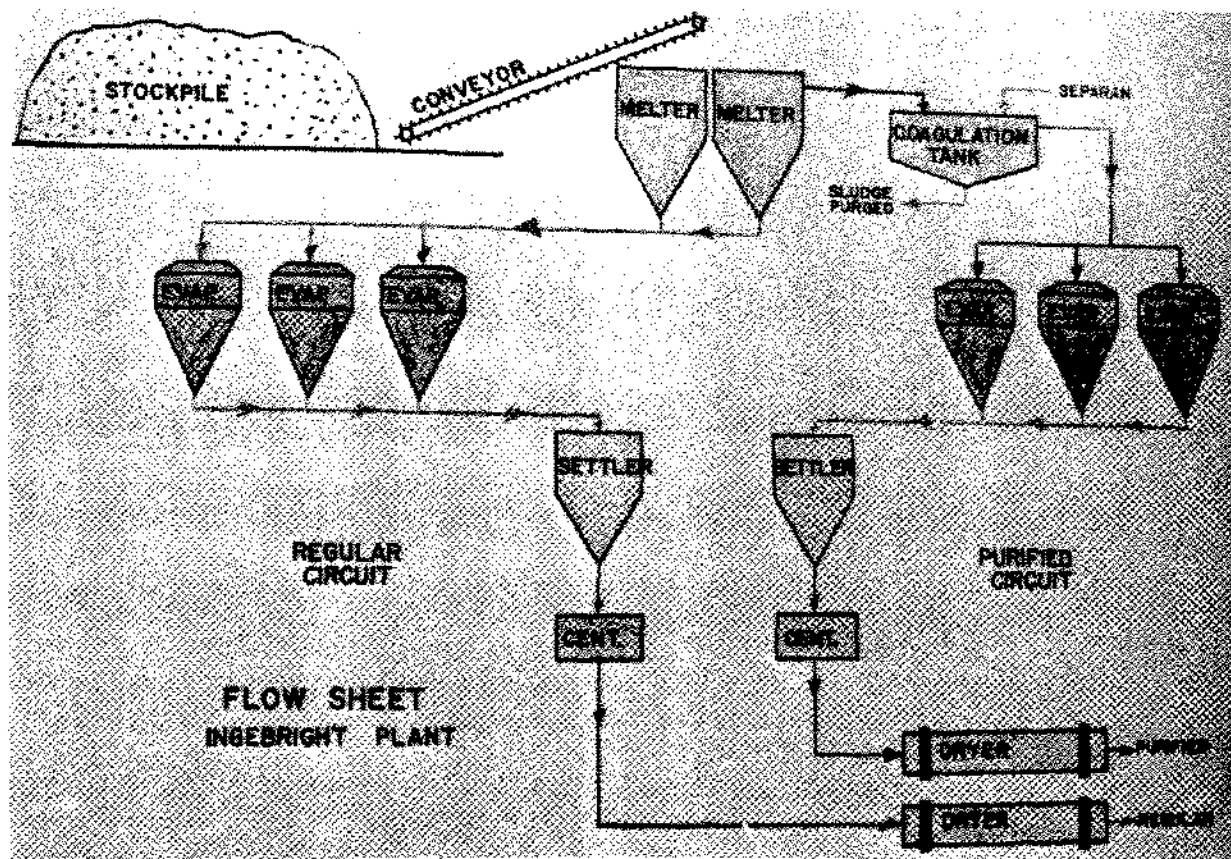 STOCKPILE
CONVEYOR
MELTER
MELTER
SEPARAN
COAGULATION
TANK
SLUDGE
PURGED
EVAP.
EVAP.
EVAP.
SETTLER
SETTLER
REGULAR
CIRCUIT
PURIFIED
CIRCUIT
CENT.
CENT.
FLOW SHEET
INGEBRIGHT PLANT
DRYER
PURIFIED
DRYER
REGULAR